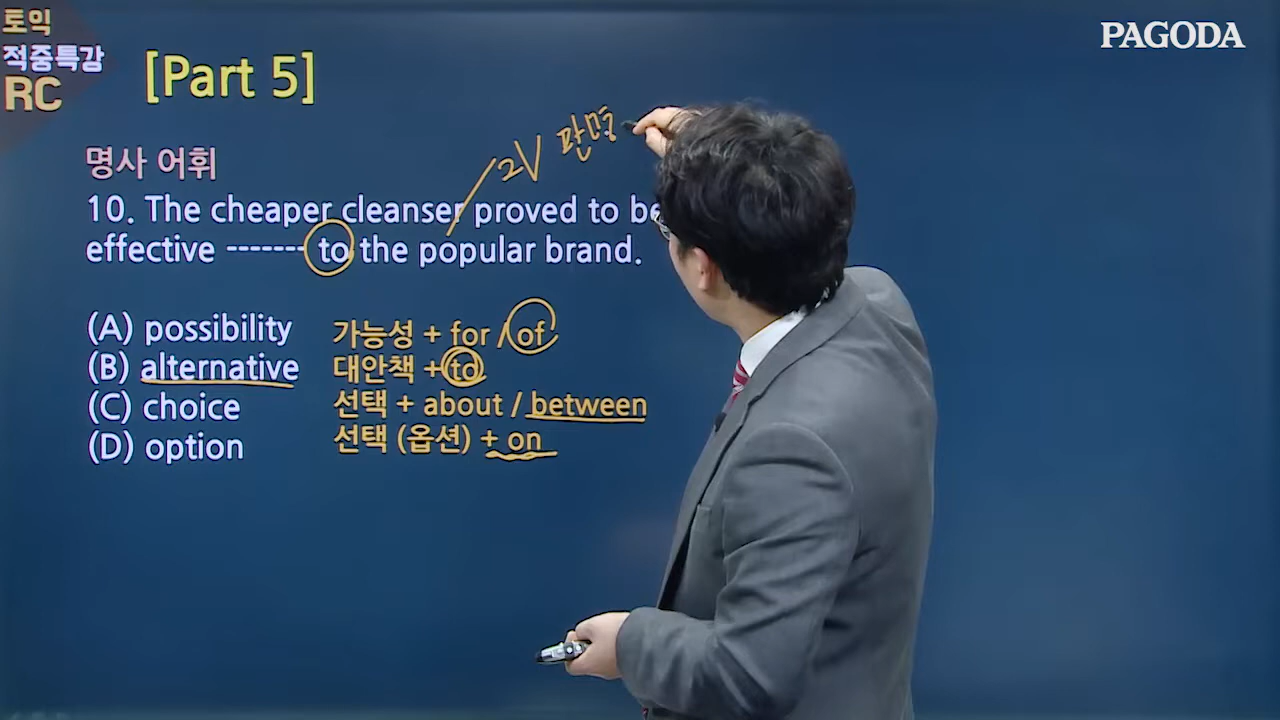 토익
적중특강
RC
PAGODA
[Part 5]
2V 판명
명사 어휘
10. The cheaper cleanser proved to be
effective ------- to the popular brand.
(A) possibility 가능성 + for / of
(B) alternative 대안책 + to
(C) choice 선택 + about / between
(D) option 선택 (옵션) + on